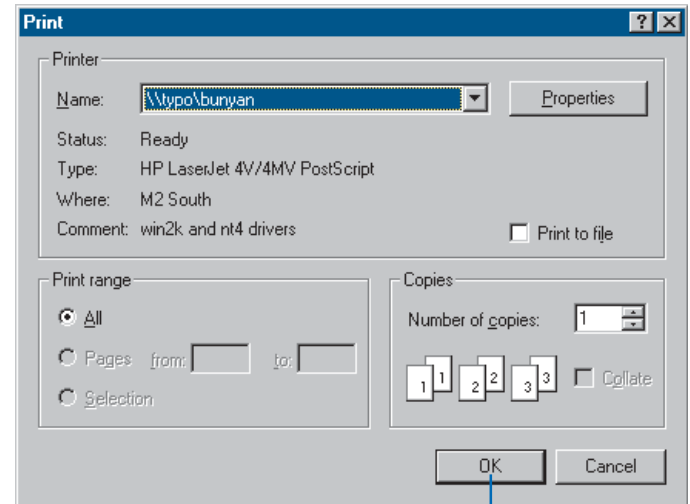 Print
Printer
Name: \\typo\bunyan Properties
Status: Ready
Type: HP LaserJet 4V/4MV PostScript
Where: M2 South
Comment: win2k and nt4 drivers Print to file
Print range
All
Pages from: to:
Selection
Copies
Number of copies: 1
1 1 2 2 3 3 Collate
OK Cancel